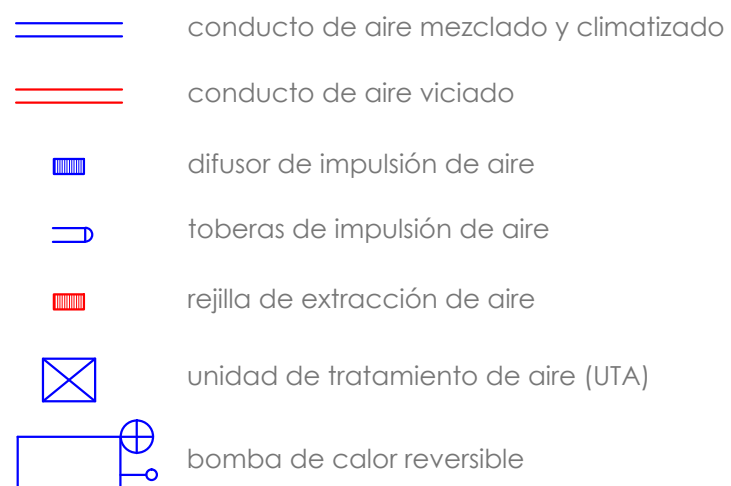 conducto de aire mezclado y climatizado
conducto de aire viciado
difusor de impulsión de aire
toberas de impulsión de aire
rejilla de extracción de aire
unidad de tratamiento de aire (UTA)
bomba de calor reversible